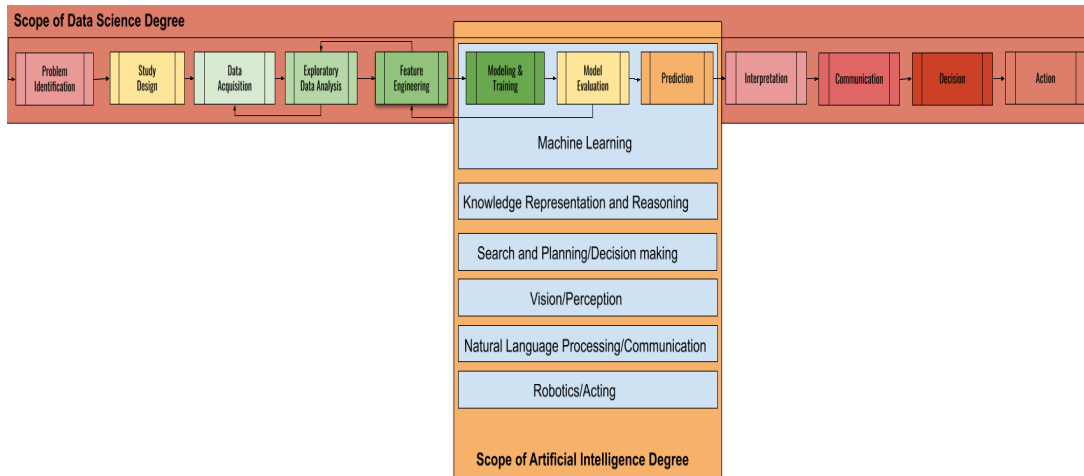 Scope of Data Science Degree
Problem
Identification
Study
Design
Data
Acquisition
Exploratory
Data Analysis
Feature
Engineering
Modeling &
Training
Model
Evaluation
Prediction
Interpretation
Communication
Decision
Action
Machine Learning
Knowledge Representation and Reasoning
Search and Planning/Decision making
Vision/Perception
Natural Language Processing/Communication
Robotics/Acting
Scope of Artificial Intelligence Degree